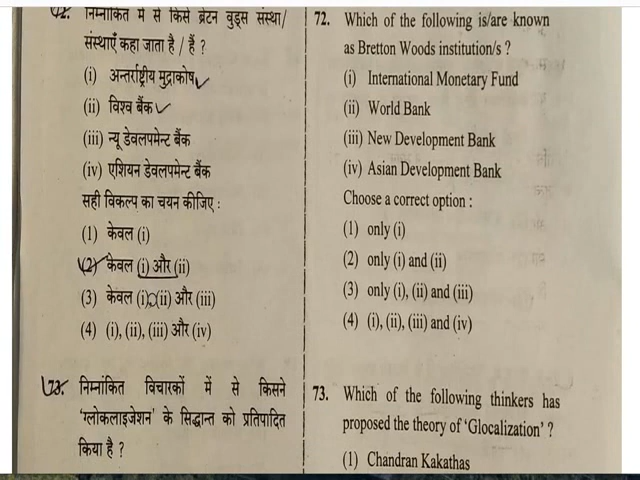 72. निम्नांकित में से किसे ब्रेटन वुड्स संस्था/
संस्थाएँ कहा जाता है / हैं ?
(i) अन्तर्राष्ट्रीय मुद्राकोष
(ii) विश्व बैंक
(iii) न्यू डेवलपमेन्ट बैंक
(iv) एशियन डेवलपमेन्ट बैंक
सही विकल्प का चयन कीजिए :
(1) केवल (i)
(2) केवल (i) और (ii)
(3) केवल (i), (ii) और (iii)
(4) (i), (ii), (iii) और (iv)
73. निम्नांकित विचारकों में से किसने
‘ग्लोकलाइजेशन’ के सिद्धान्त को प्रतिपादित
किया है ?
72. Which of the following is/are known
as Bretton Woods institution/s ?
(i) International Monetary Fund
(ii) World Bank
(iii) New Development Bank
(iv) Asian Development Bank
Choose a correct option :
(1) only (i)
(2) only (i) and (ii)
(3) only (i), (ii) and (iii)
(4) (i), (ii), (iii) and (iv)
73. Which of the following thinkers has
proposed the theory of ‘Glocalization’ ?
(1) Chandran Kakathas